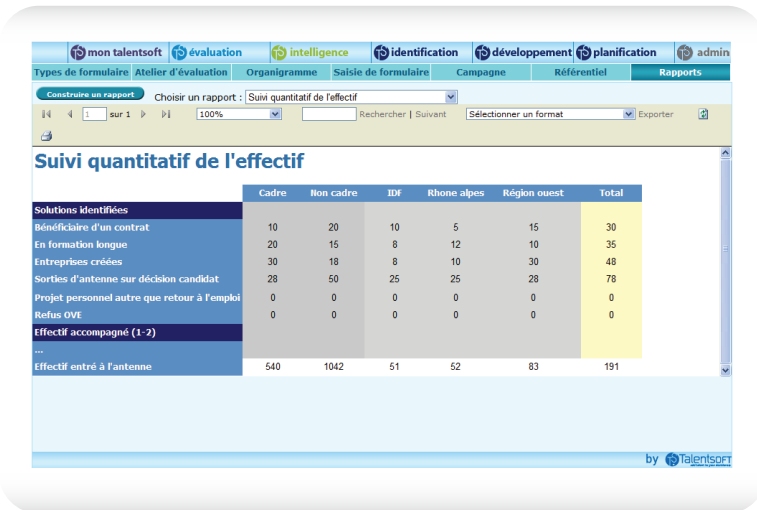 mon talentsoft évaluation intelligence identification développement planification admin
Types de formulaire Atelier d'évaluation Organigramme Saisie de formulaire Campagne Référentiel Rapports
Construire un rapport Choisir un rapport : Suivi quantitatif de l'effectif
1 sur 1 100% Rechercher | Suivant Sélectionner un format Exporter
Suivi quantitatif de l'effectif
Cadre Non cadre IDF Rhone alpes Région ouest Total
Solutions identifiées
Bénéficiaire d'un contrat 10 20 10 5 15 30
En formation longue 20 15 8 12 10 35
Entreprises créées 30 18 8 10 30 48
Sorties d'antenne sur décision candidat 28 50 25 25 28 78
Projet personnel autre que retour à l'emploi 0 0 0 0 0 0
Refus OVE 0 0 0 0 0 0
Effectif accompagné (1-2)
...
Effectif entré à l'antenne 540 1042 51 52 83 191
by Talentsoft